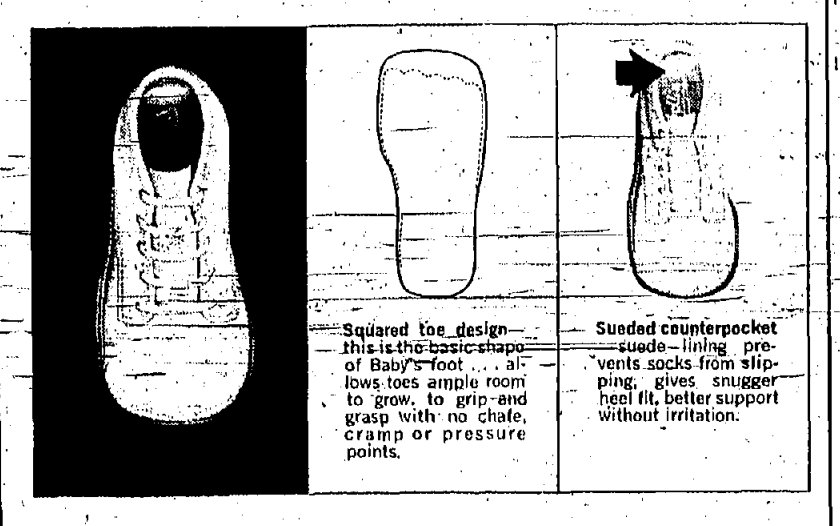 Squared toe design—
this is the basic shape
of Baby's foot ... al-
lows toes ample room
to grow, to grip and
grasp with no chafe,
cramp or pressure
points.
Sueded counterpocket
—suede lining pre-
vents socks from slip-
ping, gives snugger
heel fit, better support
without irritation.